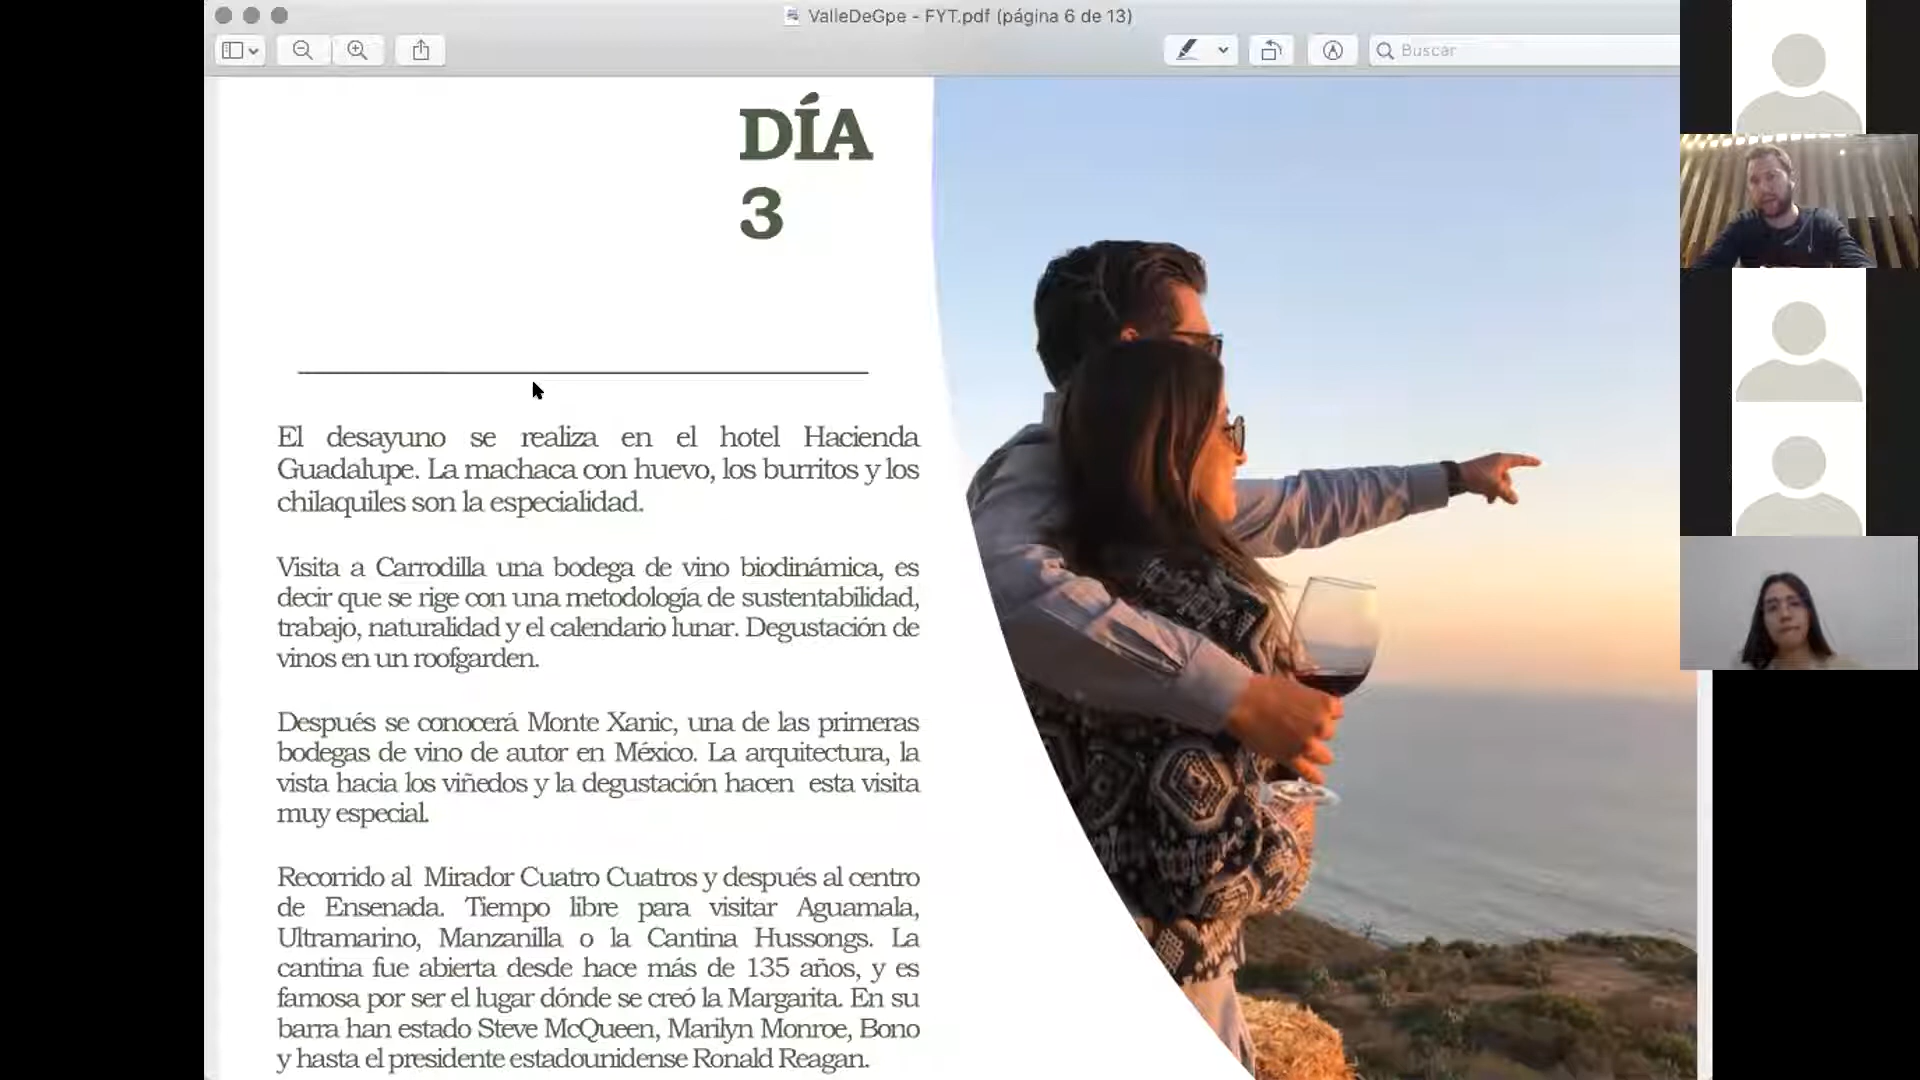 ValleDeGpe - FYT.pdf (página 6 de 13)
Buscar
DÍA
3
El desayuno se realiza en el hotel Hacienda
Guadalupe. La machaca con huevo, los burritos y los
chilaquiles son la especialidad.
Visita a Carrodilla una bodega de vino biodinámica, es
decir que se rige con una metodología de sustentabilidad,
trabajo, naturalidad y el calendario lunar. Degustación de
vinos en un roofgarden.
Después se conocerá Monte Xanic, una de las primeras
bodegas de vino de autor en México. La arquitectura, la
vista hacia los viñedos y la degustación hacen esta visita
muy especial.
Recorrido al Mirador Cuatro Cuatros y después al centro
de Ensenada. Tiempo libre para visitar Aguamala,
Ultramarino, Manzanilla o la Cantina Hussongs. La
cantina fue abierta desde hace más de 135 años, y es
famosa por ser el lugar dónde se creó la Margarita. En su
barra han estado Steve McQueen, Marilyn Monroe, Bono
y hasta el presidente estadounidense Ronald Reagan.